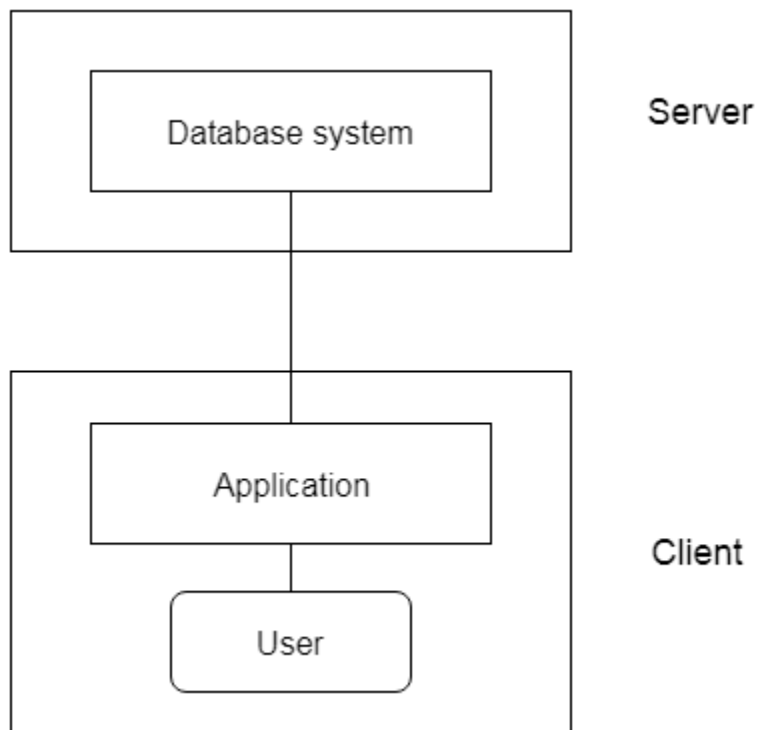 Database system
Server
Application
Client
User